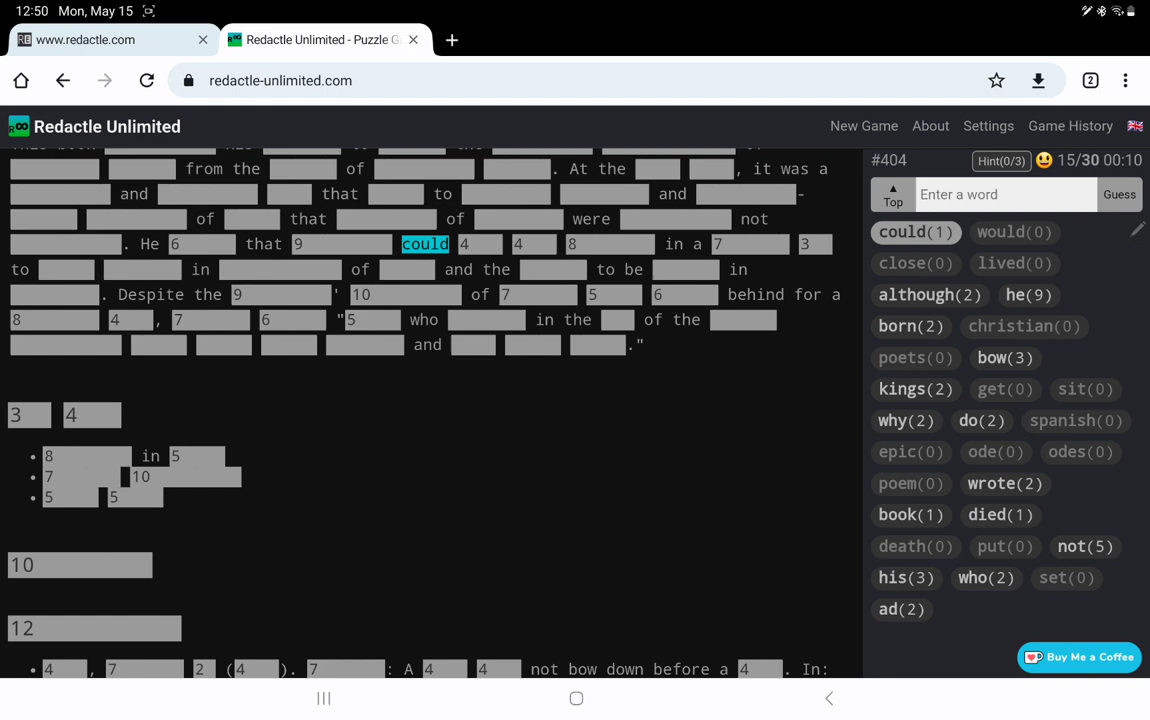 12:50 Mon, May 15
www.redactle.com
Redactle Unlimited - Puzzle G
redactle-unlimited.com
Redactle Unlimited
New Game About Settings Game History
#404 Hint(0/3) 15/30 00:10
▲ Top Enter a word Guess
This book his to the of
from the of . At the , it was a
and that to and -
of that of were not
. He 6 that 9 could 4 4 8 in a 7 3
to in of and the to be in
. Despite the 9 ' 10 of 7 5 6 behind for a
8 4 , 7 6 "5 who in the of the
and ."
3 4
• 8 in 5
• 7 10
• 5 5
10
12
• 4 , 7 2 (4 ). 7 : A 4 4 not bow down before a 4 . In:
could(1) would(0)
close(0) lived(0)
although(2) he(9)
born(2) christian(0)
poets(0) bow(3)
kings(2) get(0) sit(0)
why(2) do(2) spanish(0)
epic(0) ode(0) odes(0)
poem(0) wrote(2)
book(1) died(1)
death(0) put(0) not(5)
his(3) who(2) set(0)
ad(2)
Buy Me a Coffee